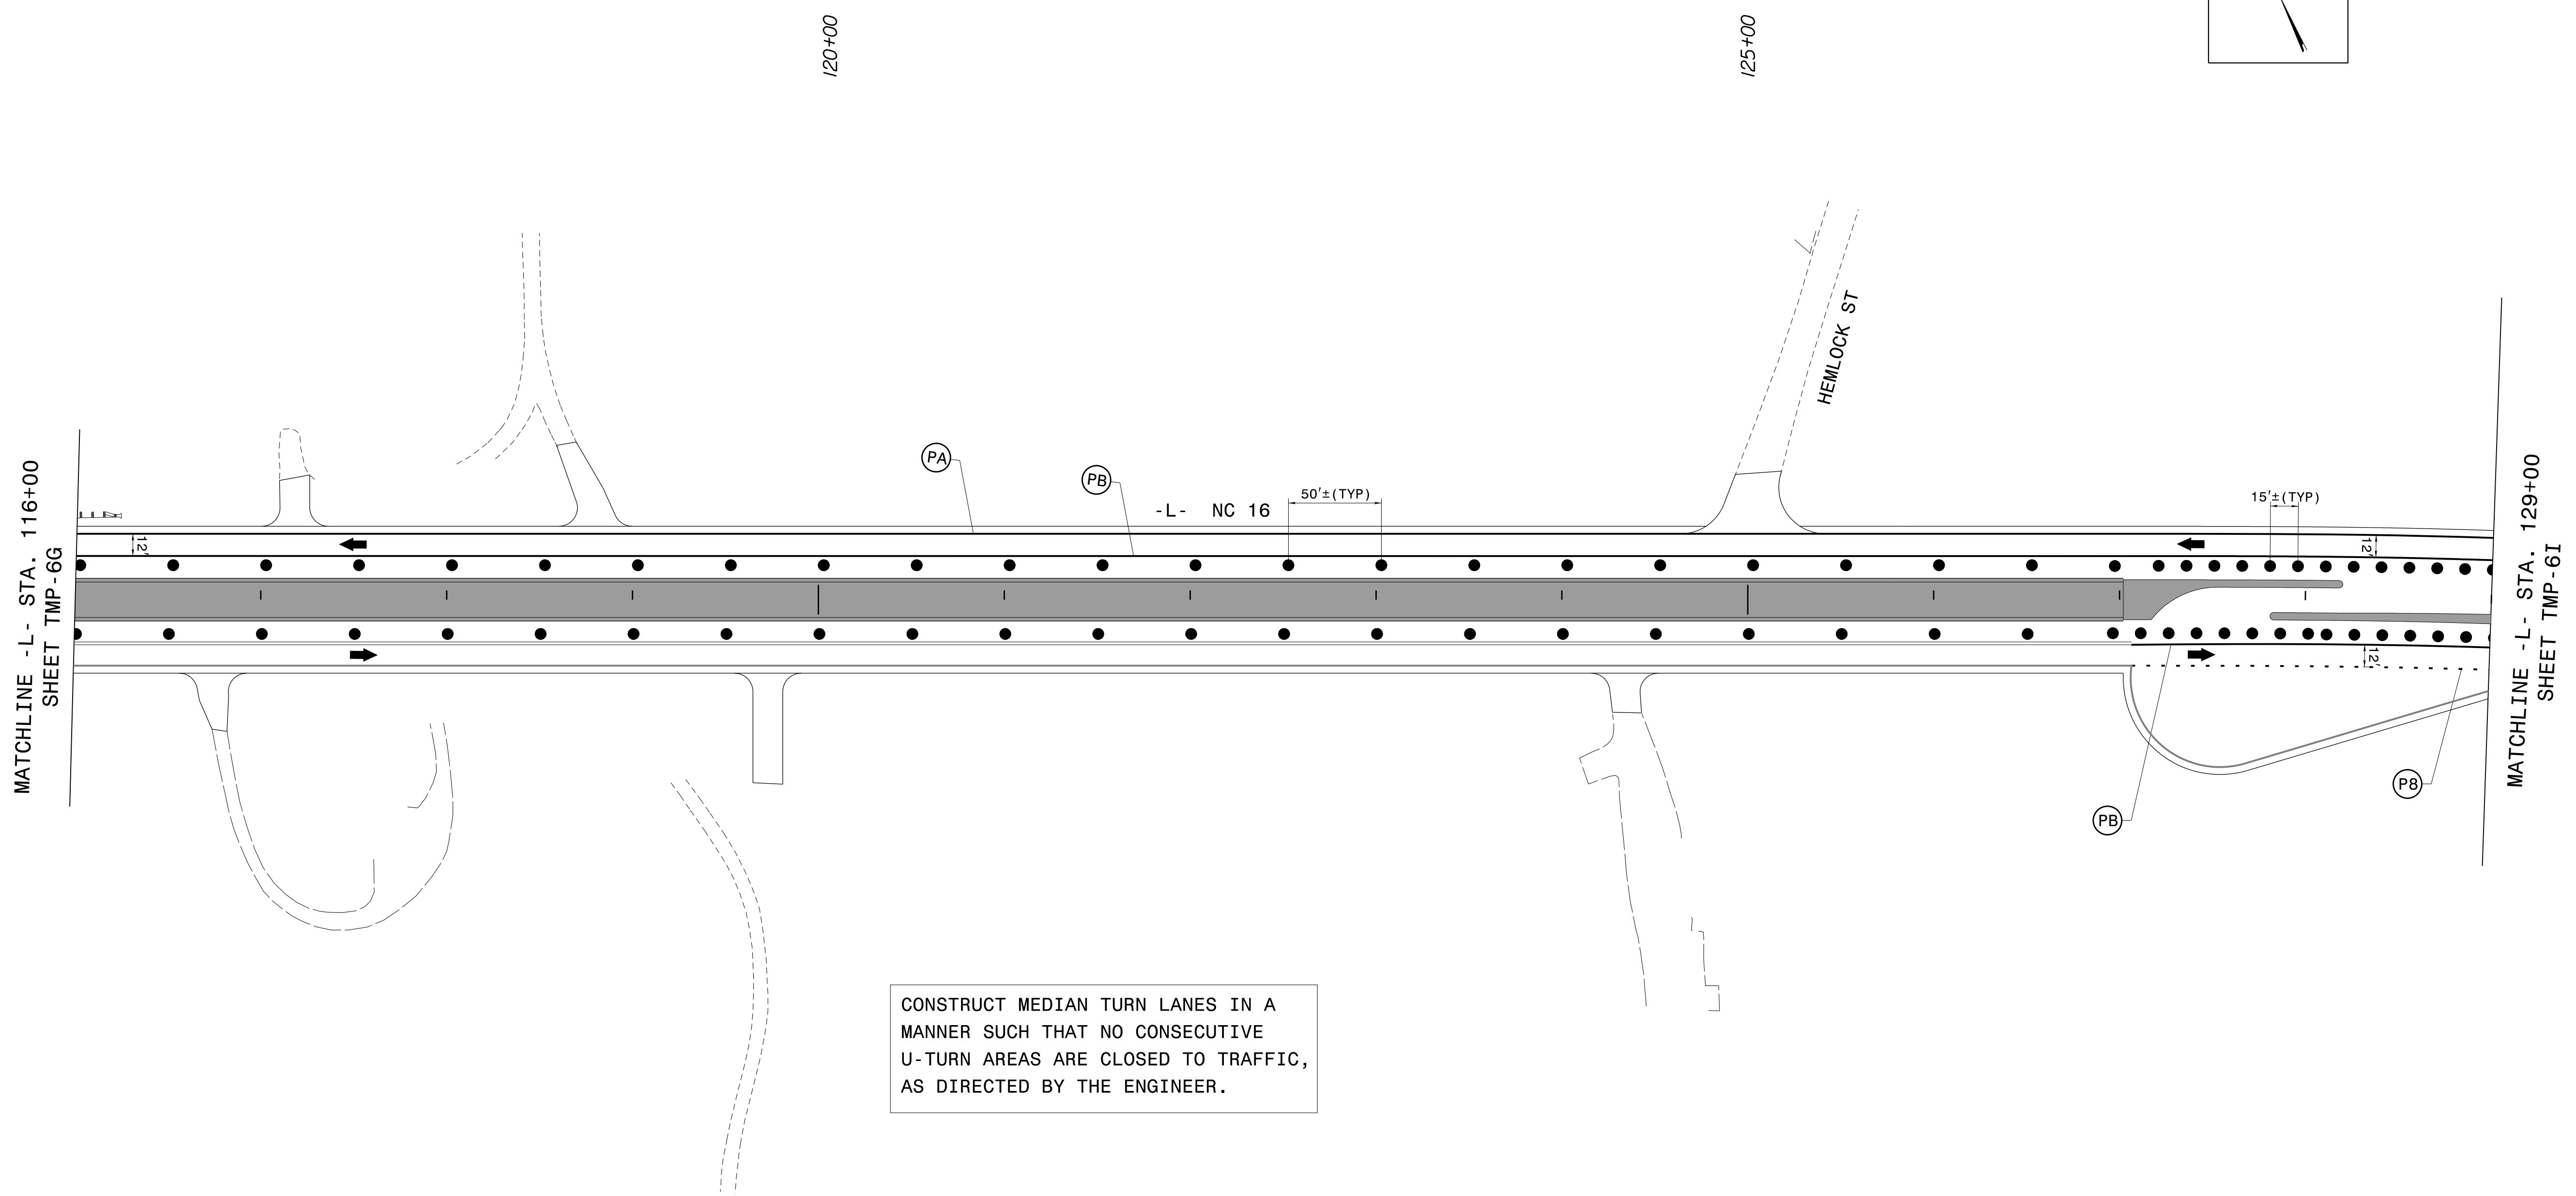 120+00
125+00
MATCHLINE -L- STA. 116+00
SHEET TMP-6G
HEMLOCK ST
PA
PB
-L- NC 16
50'±(TYP)
15'±(TYP)
12'
12'
12'
PB
P8
MATCHLINE -L- STA. 129+00
SHEET TMP-6I
CONSTRUCT MEDIAN TURN LANES IN A
MANNER SUCH THAT NO CONSECUTIVE
U-TURN AREAS ARE CLOSED TO TRAFFIC,
AS DIRECTED BY THE ENGINEER.